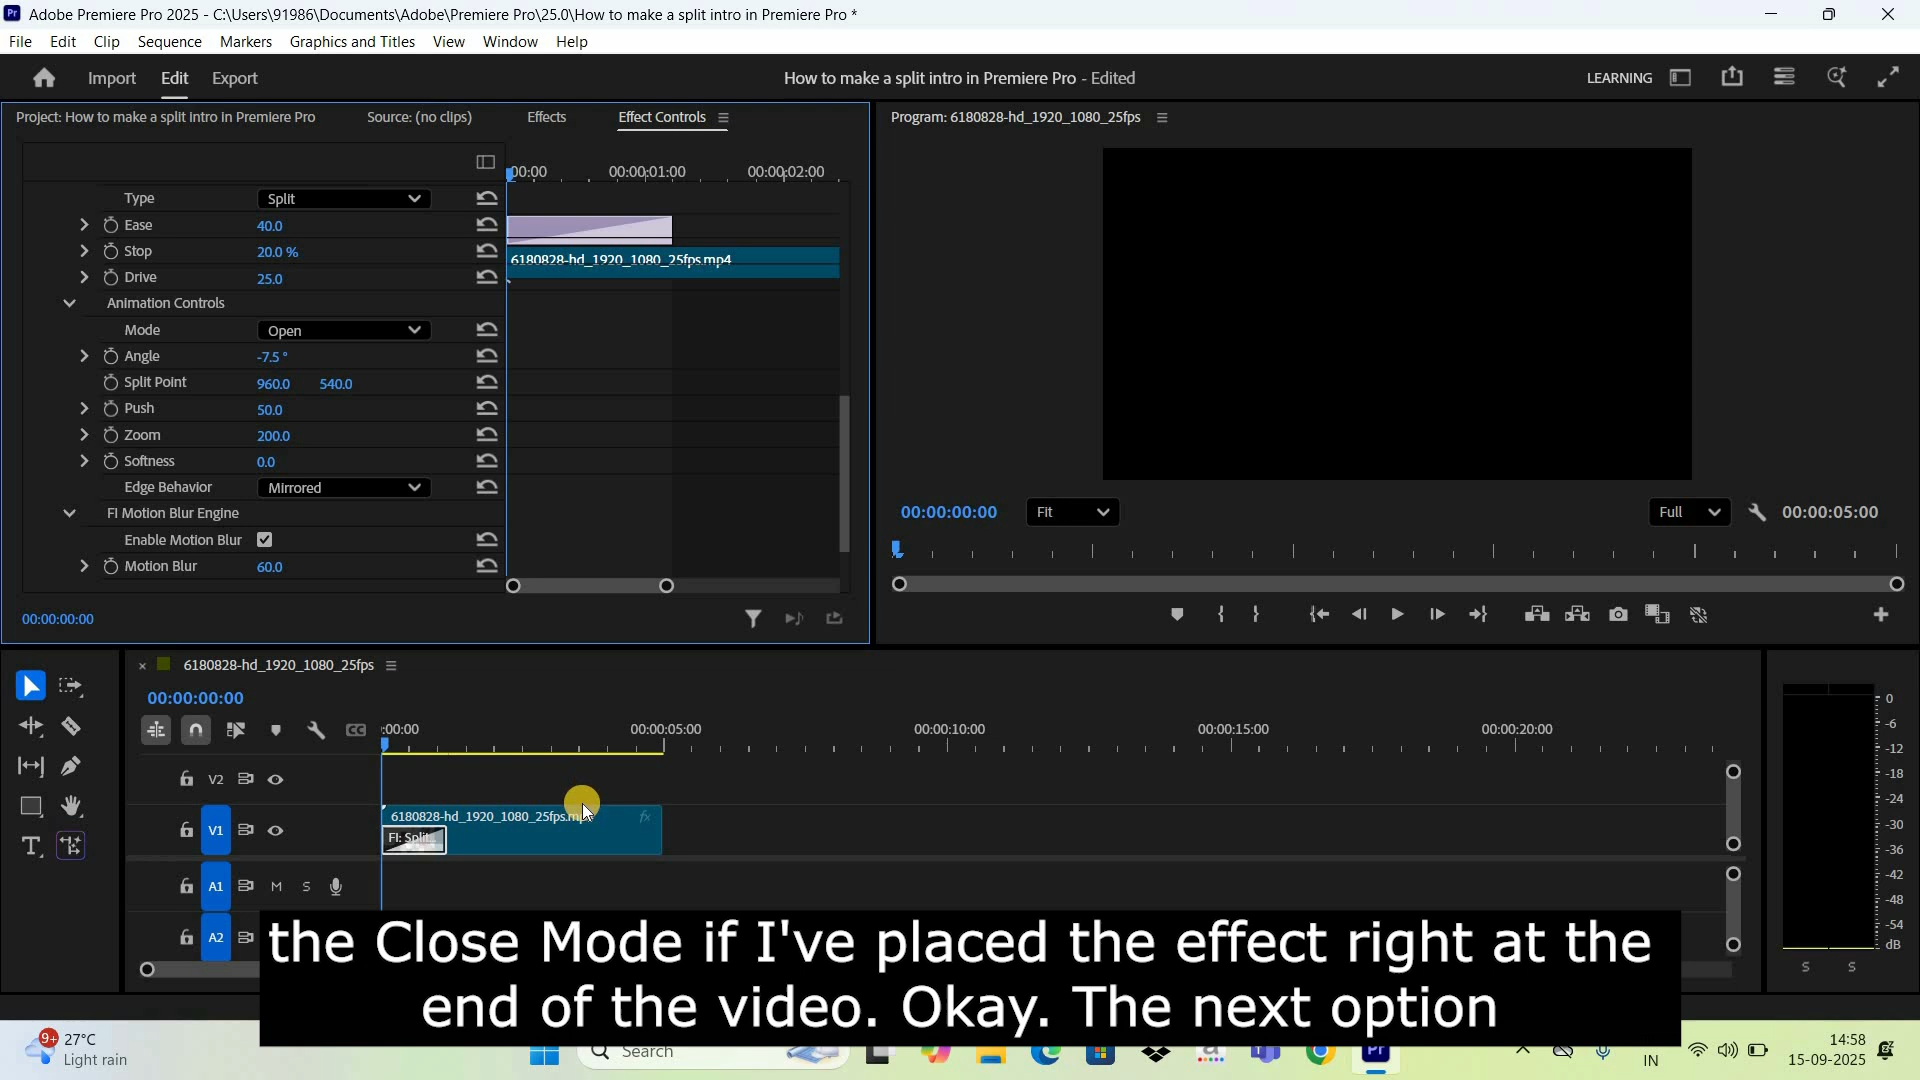 Adobe Premiere Pro 2025 - C:\Users\91986\Documents\Adobe\Premiere Pro\25.0\How to make a split intro in Premiere Pro *
File Edit Clip Sequence Markers Graphics and Titles View Window Help
Import Edit Export
How to make a split intro in Premiere Pro - Edited
LEARNING
Project: How to make a split intro in Premiere Pro Source: (no clips) Effects Effect Controls
Program: 6180828-hd_1920_1080_25fps
00:00 00:00:01:00 00:00:02:00
Type Split
Ease 40.0
Stop 20.0 %
6180828-hd_1920_1080_25fps.mp4
Drive 25.0
Animation Controls
Mode Open
Angle -7.5 °
Split Point 960.0 540.0
Push 50.0
Zoom 200.0
Softness 0.0
Edge Behavior Mirrored
FI Motion Blur Engine
Enable Motion Blur
Motion Blur 60.0
00:00:00:00
00:00:00:00 Fit Full 00:00:05:00
× 6180828-hd_1920_1080_25fps
00:00:00:00
:00:00 00:00:05:00 00:00:10:00 00:00:15:00 00:00:20:00
V2
V1
6180828-hd_1920_1080_25fps.mp
fx
FI: Split
A1 M S
A2
0
-6
-12
-18
-24
-30
-36
-42
-48
-54
dB
S S
the Close Mode if I've placed the effect right at the
end of the video. Okay. The next option
9+ 27°C
Light rain
Search
Pr
IN
14:58
15-09-2025